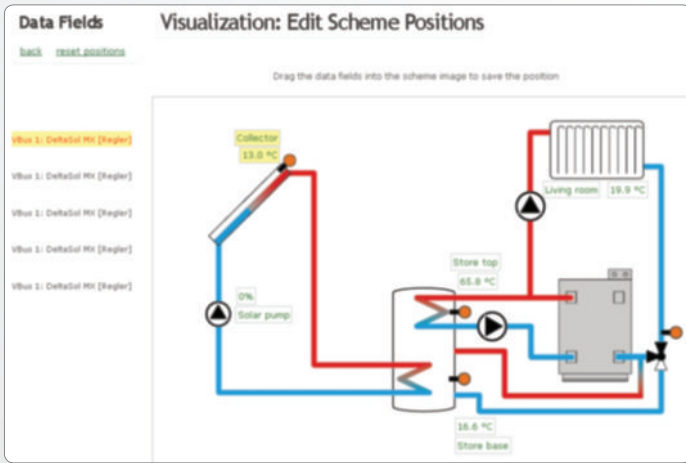 Data Fields
back reset positions
VBus 1: DeltaSol MX [Regler]
VBus 1: DeltaSol MX [Regler]
VBus 1: DeltaSol MX [Regler]
VBus 1: DeltaSol MX [Regler]
VBus 1: DeltaSol MX [Regler]
Visualization: Edit Scheme Positions
Drag the data fields into the scheme image to save the position
Collector
13.0 °C
Living room 19.9 °C
Store top
65.8 °C
0%
Solar pump
16.6 °C
Store base